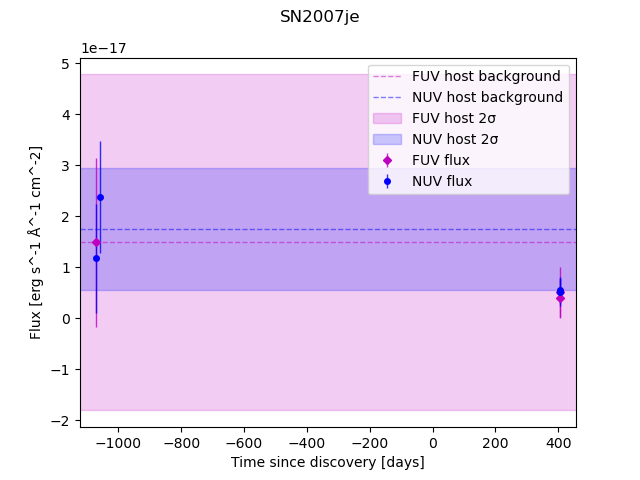 SN2007je
1e−17
5
4
3
2
1
0
−1
−2
Flux [erg s^-1 Å^-1 cm^-2]
FUV host background
NUV host background
FUV host 2σ
NUV host 2σ
FUV flux
NUV flux
−1000 −800 −600 −400 −200 0 200 400
Time since discovery [days]